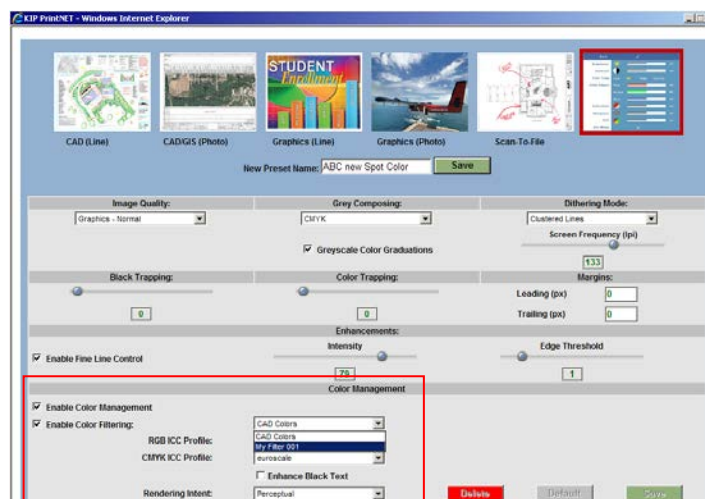 KIP PrintNET - Windows Internet Explorer
STUDENT
Enrollment
CAD (Line)
CAD/GIS (Photo)
Graphics (Line)
Graphics (Photo)
Scan-To-File
New Preset Name: ABC new Spot Color Save
Image Quality: Grey Composing: Dithering Mode:
Graphics - Normal CMYK Clustered Lines
Screen Frequency (lpi)
Greyscale Color Graduations
133
Black Trapping: Color Trapping: Margins:
Leading (px) 0
0 0 Trailing (px) 0
Enhancements:
Intensity Edge Threshold
Enable Fine Line Control
79 1
Color Management
Enable Color Management
Enable Color Filtering: CAD Colors
CAD Colors
RGB ICC Profile: My Filter 001
CMYK ICC Profile: euroscale
Enhance Black Text
Rendering Intent: Perceptual Delete Default Save